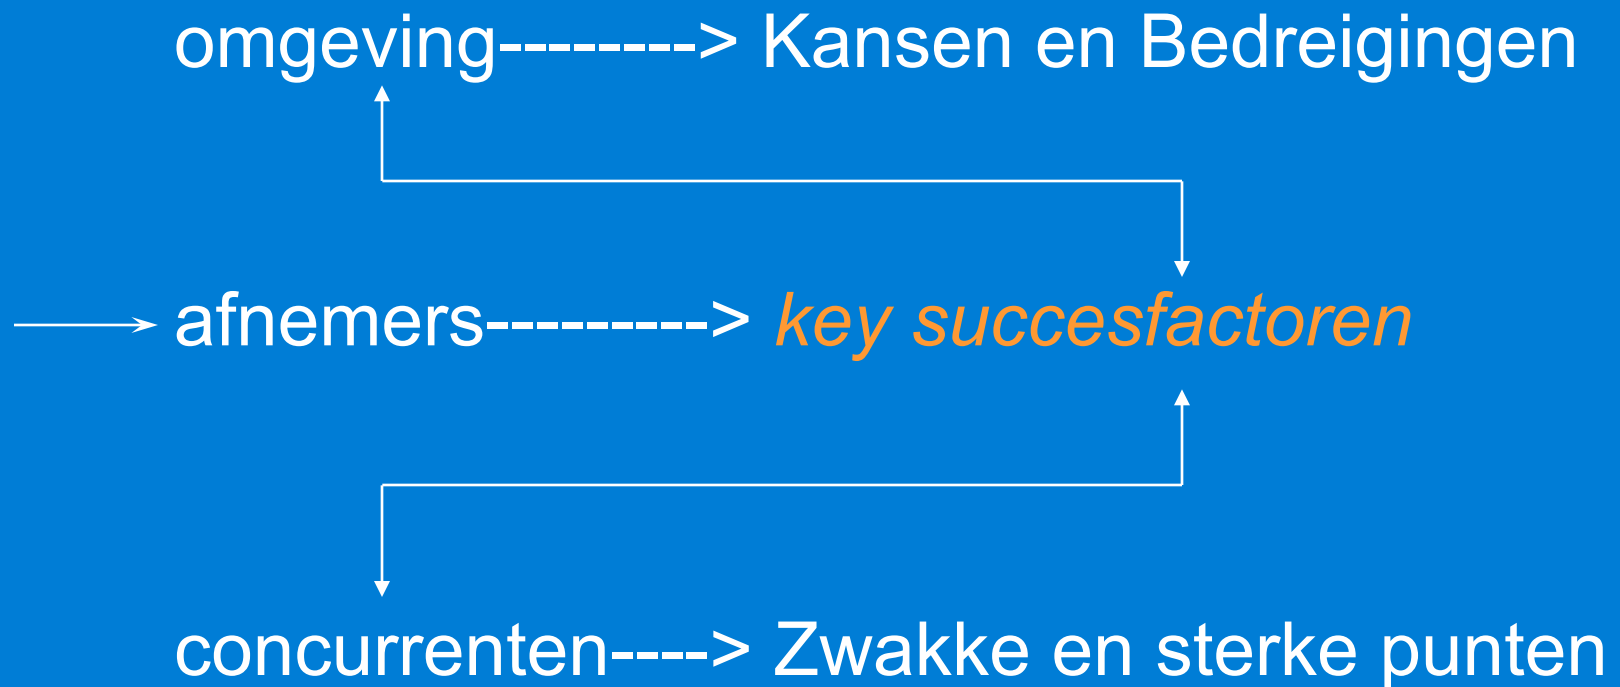 omgeving--------> Kansen en Bedreigingen
afnemers---------> key succesfactoren
concurrenten----> Zwakke en sterke punten